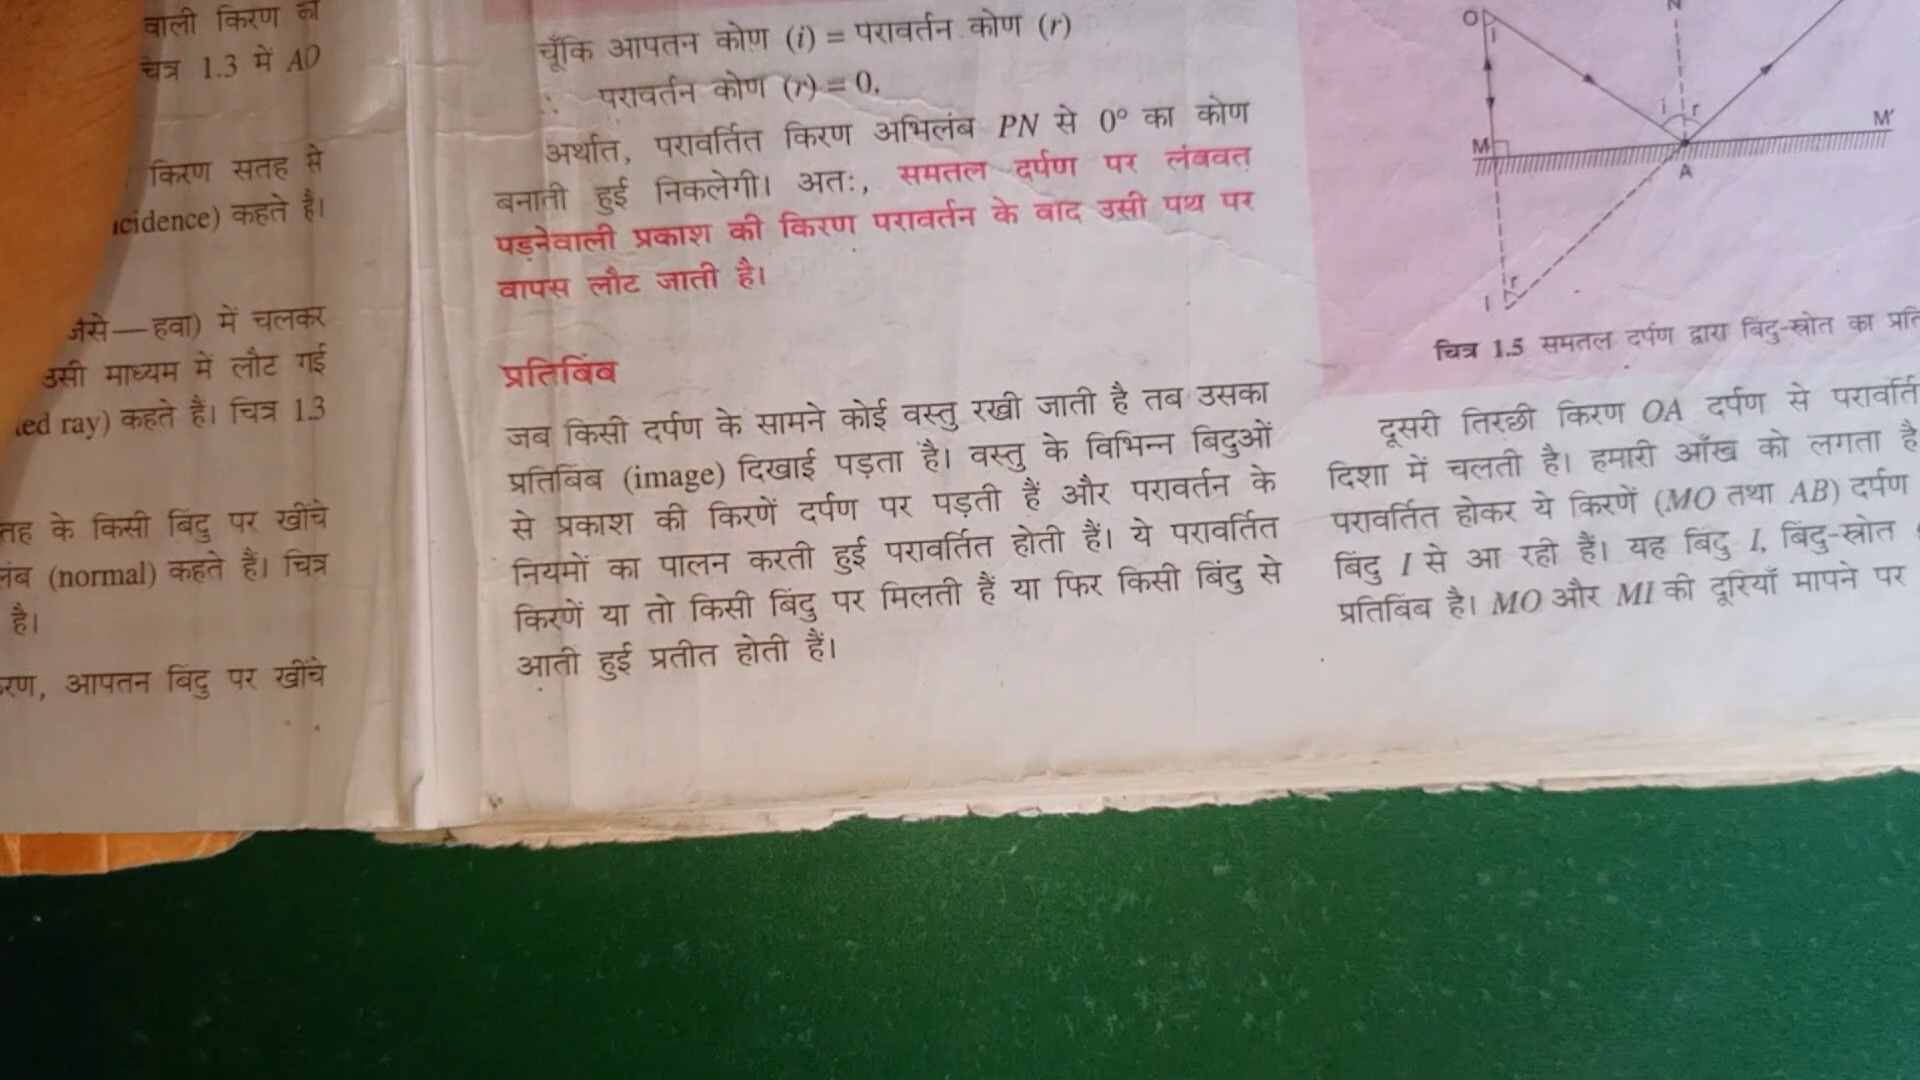 वाली किरण को
चित्र 1.3 में AO
किरण सतह से
कहते है।
हवा) में चलकर
उसी माध्यम में लौट गई
ray) कहते हैं। चित्र 1.3
के किसी बिंदु पर खींचे
(normal) कहते है। चित्र
है।
आपतन बिंदु पर खींचे
चूँकि आपतन कोण (i) = परावर्तन कोण (r)
∴ परावर्तन कोण (r) = 0.
अर्थात, परावर्तित किरण अभिलंब PN से 0° का कोण
बनाती हुई निकलेगी। अतः, समतल दर्पण पर लंबवत
पड़नेवाली प्रकाश की किरण परावर्तन के बाद उसी पथ पर
वापस लौट जाती है।
प्रतिबिंब
जब किसी दर्पण के सामने कोई वस्तु रखी जाती है तब उसका
प्रतिबिंब (image) दिखाई पड़ता है। वस्तु के विभिन्न बिंदुओं
से प्रकाश की किरणें दर्पण पर पड़ती हैं और परावर्तन के
नियमों का पालन करती हुई परावर्तित होती हैं। ये परावर्तित
किरणें या तो किसी बिंदु पर मिलती हैं या फिर किसी बिंदु से
आती हुई प्रतीत होती हैं।
O
N
i
i r
M
M'
A
r
I
चित्र 1.5 समतल दर्पण द्वारा बिंदु-स्रोत का
दूसरी तिरछी किरण OA दर्पण से
दिशा में चलती है। हमारी आँख को लगता है
परावर्तित होकर ये किरणें (MO तथा AB) दर्पण
बिंदु I से आ रही हैं। यह बिंदु I, बिंदु-स्रोत
प्रतिबिंब है। MO और MI की दूरियाँ मापने पर